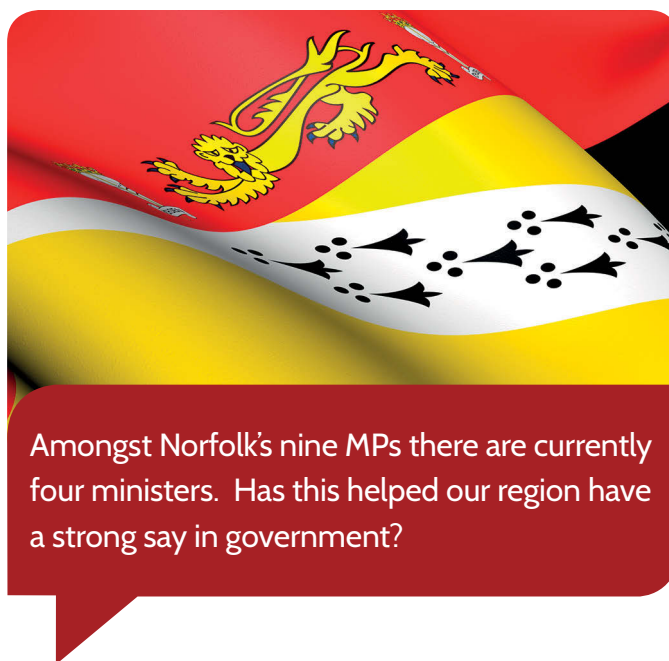 Amongst Norfolk's nine MPs there are currently
four ministers.  Has this helped our region have
a strong say in government?